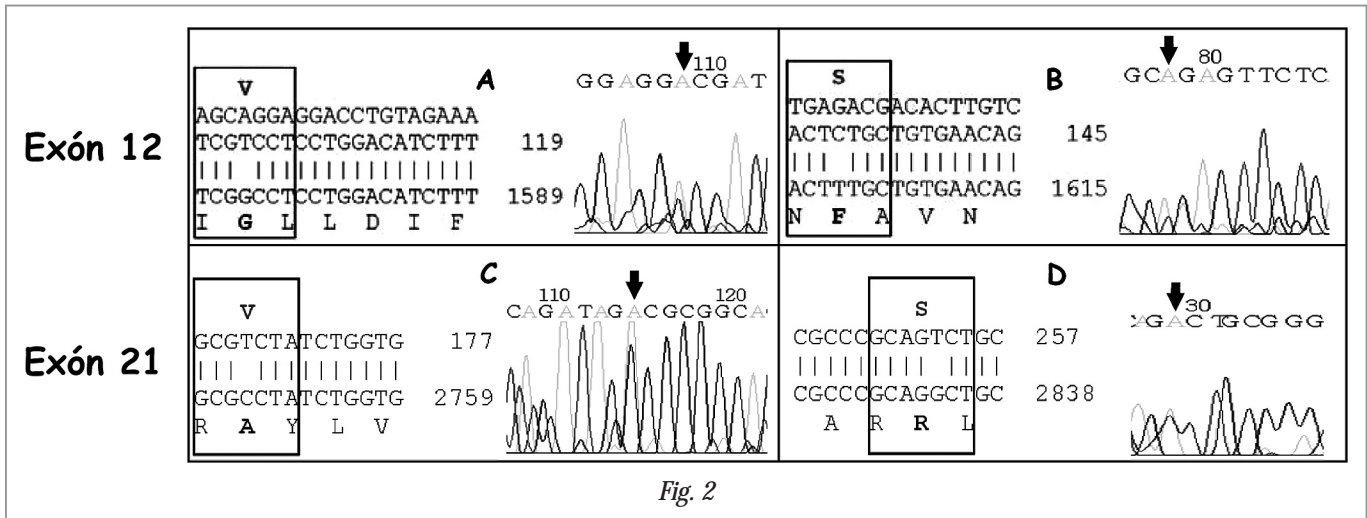 Exón 12
V
A
AGCAGGAGGACCTGTAGAAA
TCGTCCTCCTGGACATCTTT 119
||| ||||||||||||||||
TCGGCCTCCTGGACATCTTT 1589
I G L L D I F
110
GGAGGACGAT
S
B
TGAGACGACACTTGTC
ACTCTGCTGTGAACAG 145
||| ||||||||||||
ACTTTGCTGTGAACAG 1615
N F A V N
80
GCAGAGTTCTC
Exón 21
V
C
GCGTCTATCTGGTG 177
||| ||||||||||
GCGCCTATCTGGTG 2759
R A Y L V
110 120
CAGATAGACGCGGCA
S
D
CGCCCGCAGTCTGC 257
||||||||| ||||
CGCCCGCAGGCTGC 2838
A R R L
30
AGACTGCGGG
Fig. 2